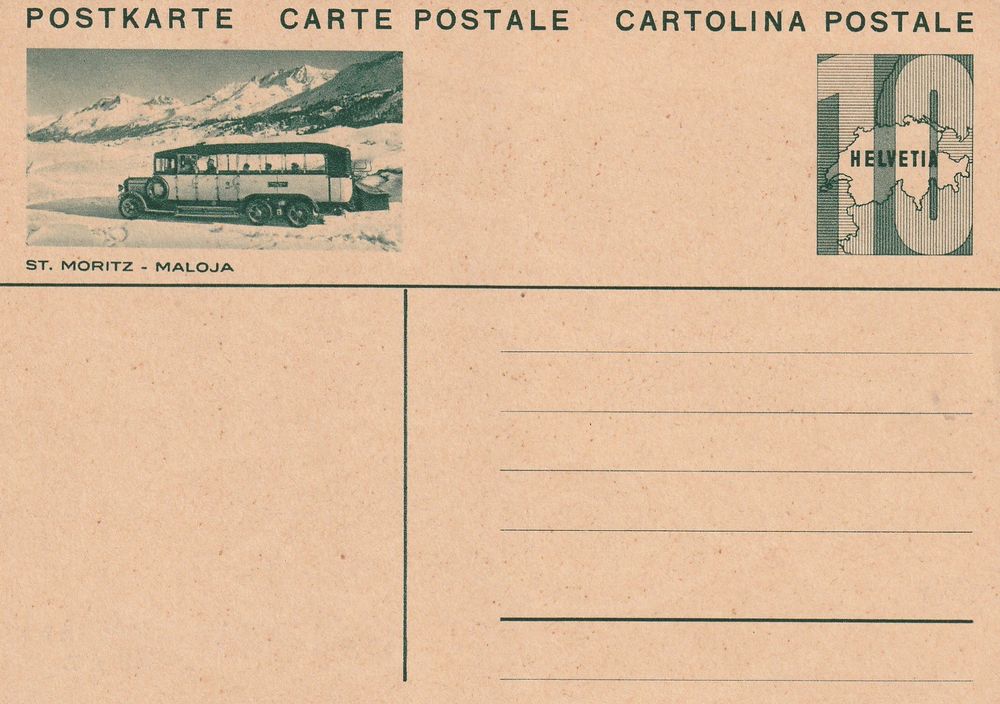 POSTKARTE CARTE POSTALE CARTOLINA POSTALE
10
HELVETIA
ST. MORITZ - MALOJA